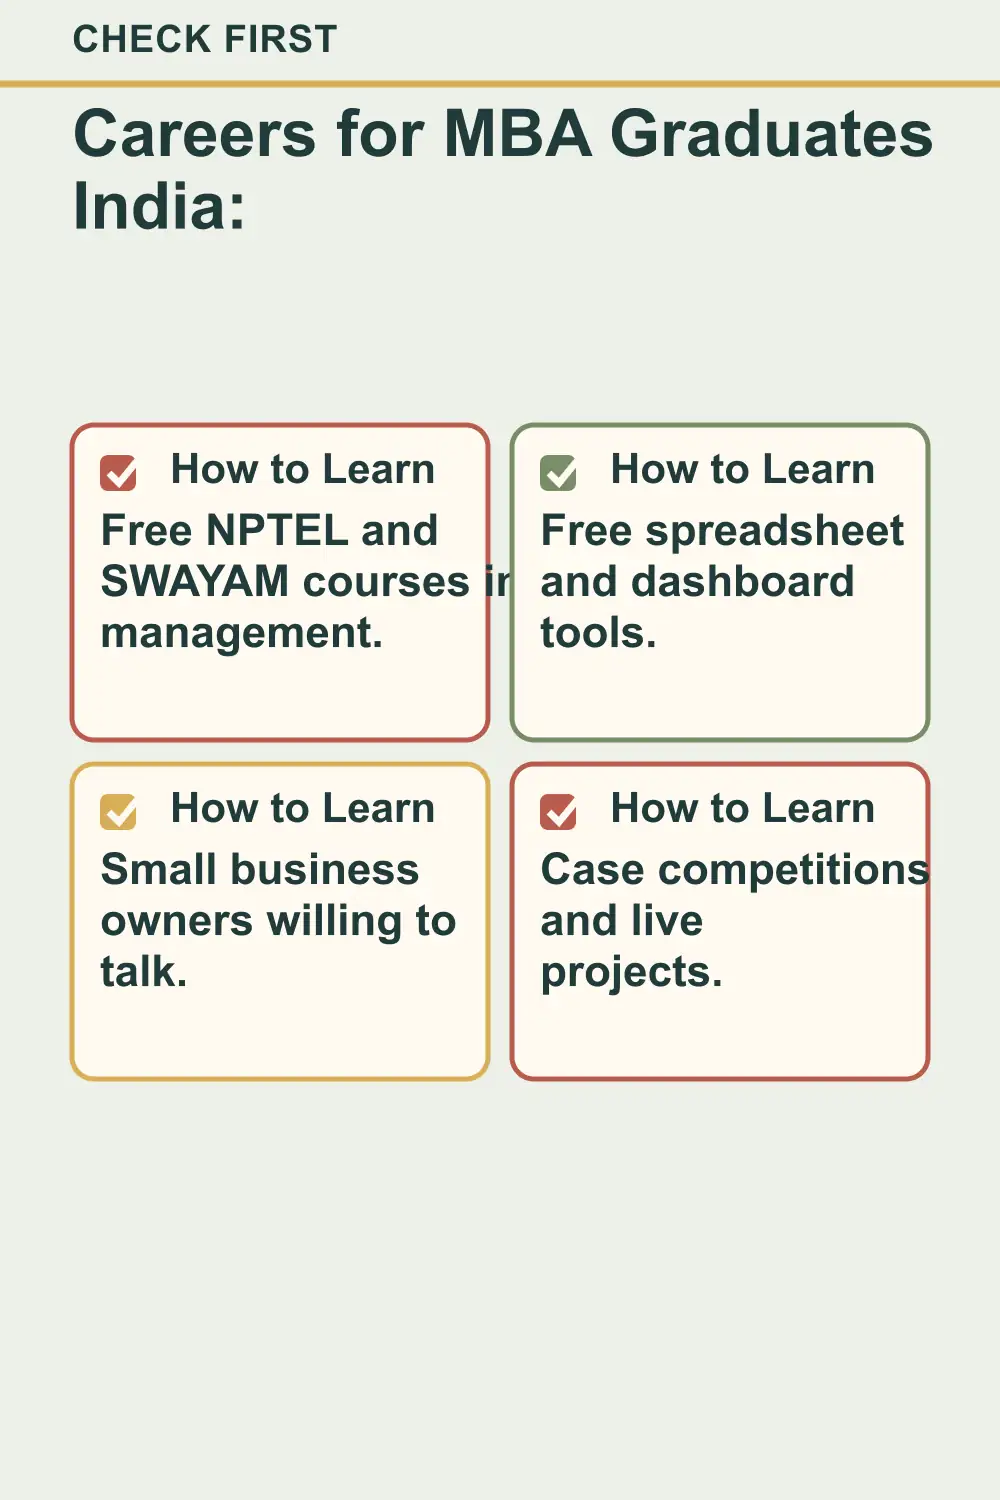 CHECK FIRST
Careers for MBA Graduates
India:
How to Learn
Free NPTEL and
SWAYAM courses in
management.
How to Learn
Free spreadsheet
and dashboard
tools.
How to Learn
Small business
owners willing to
talk.
How to Learn
Case competitions
and live
projects.